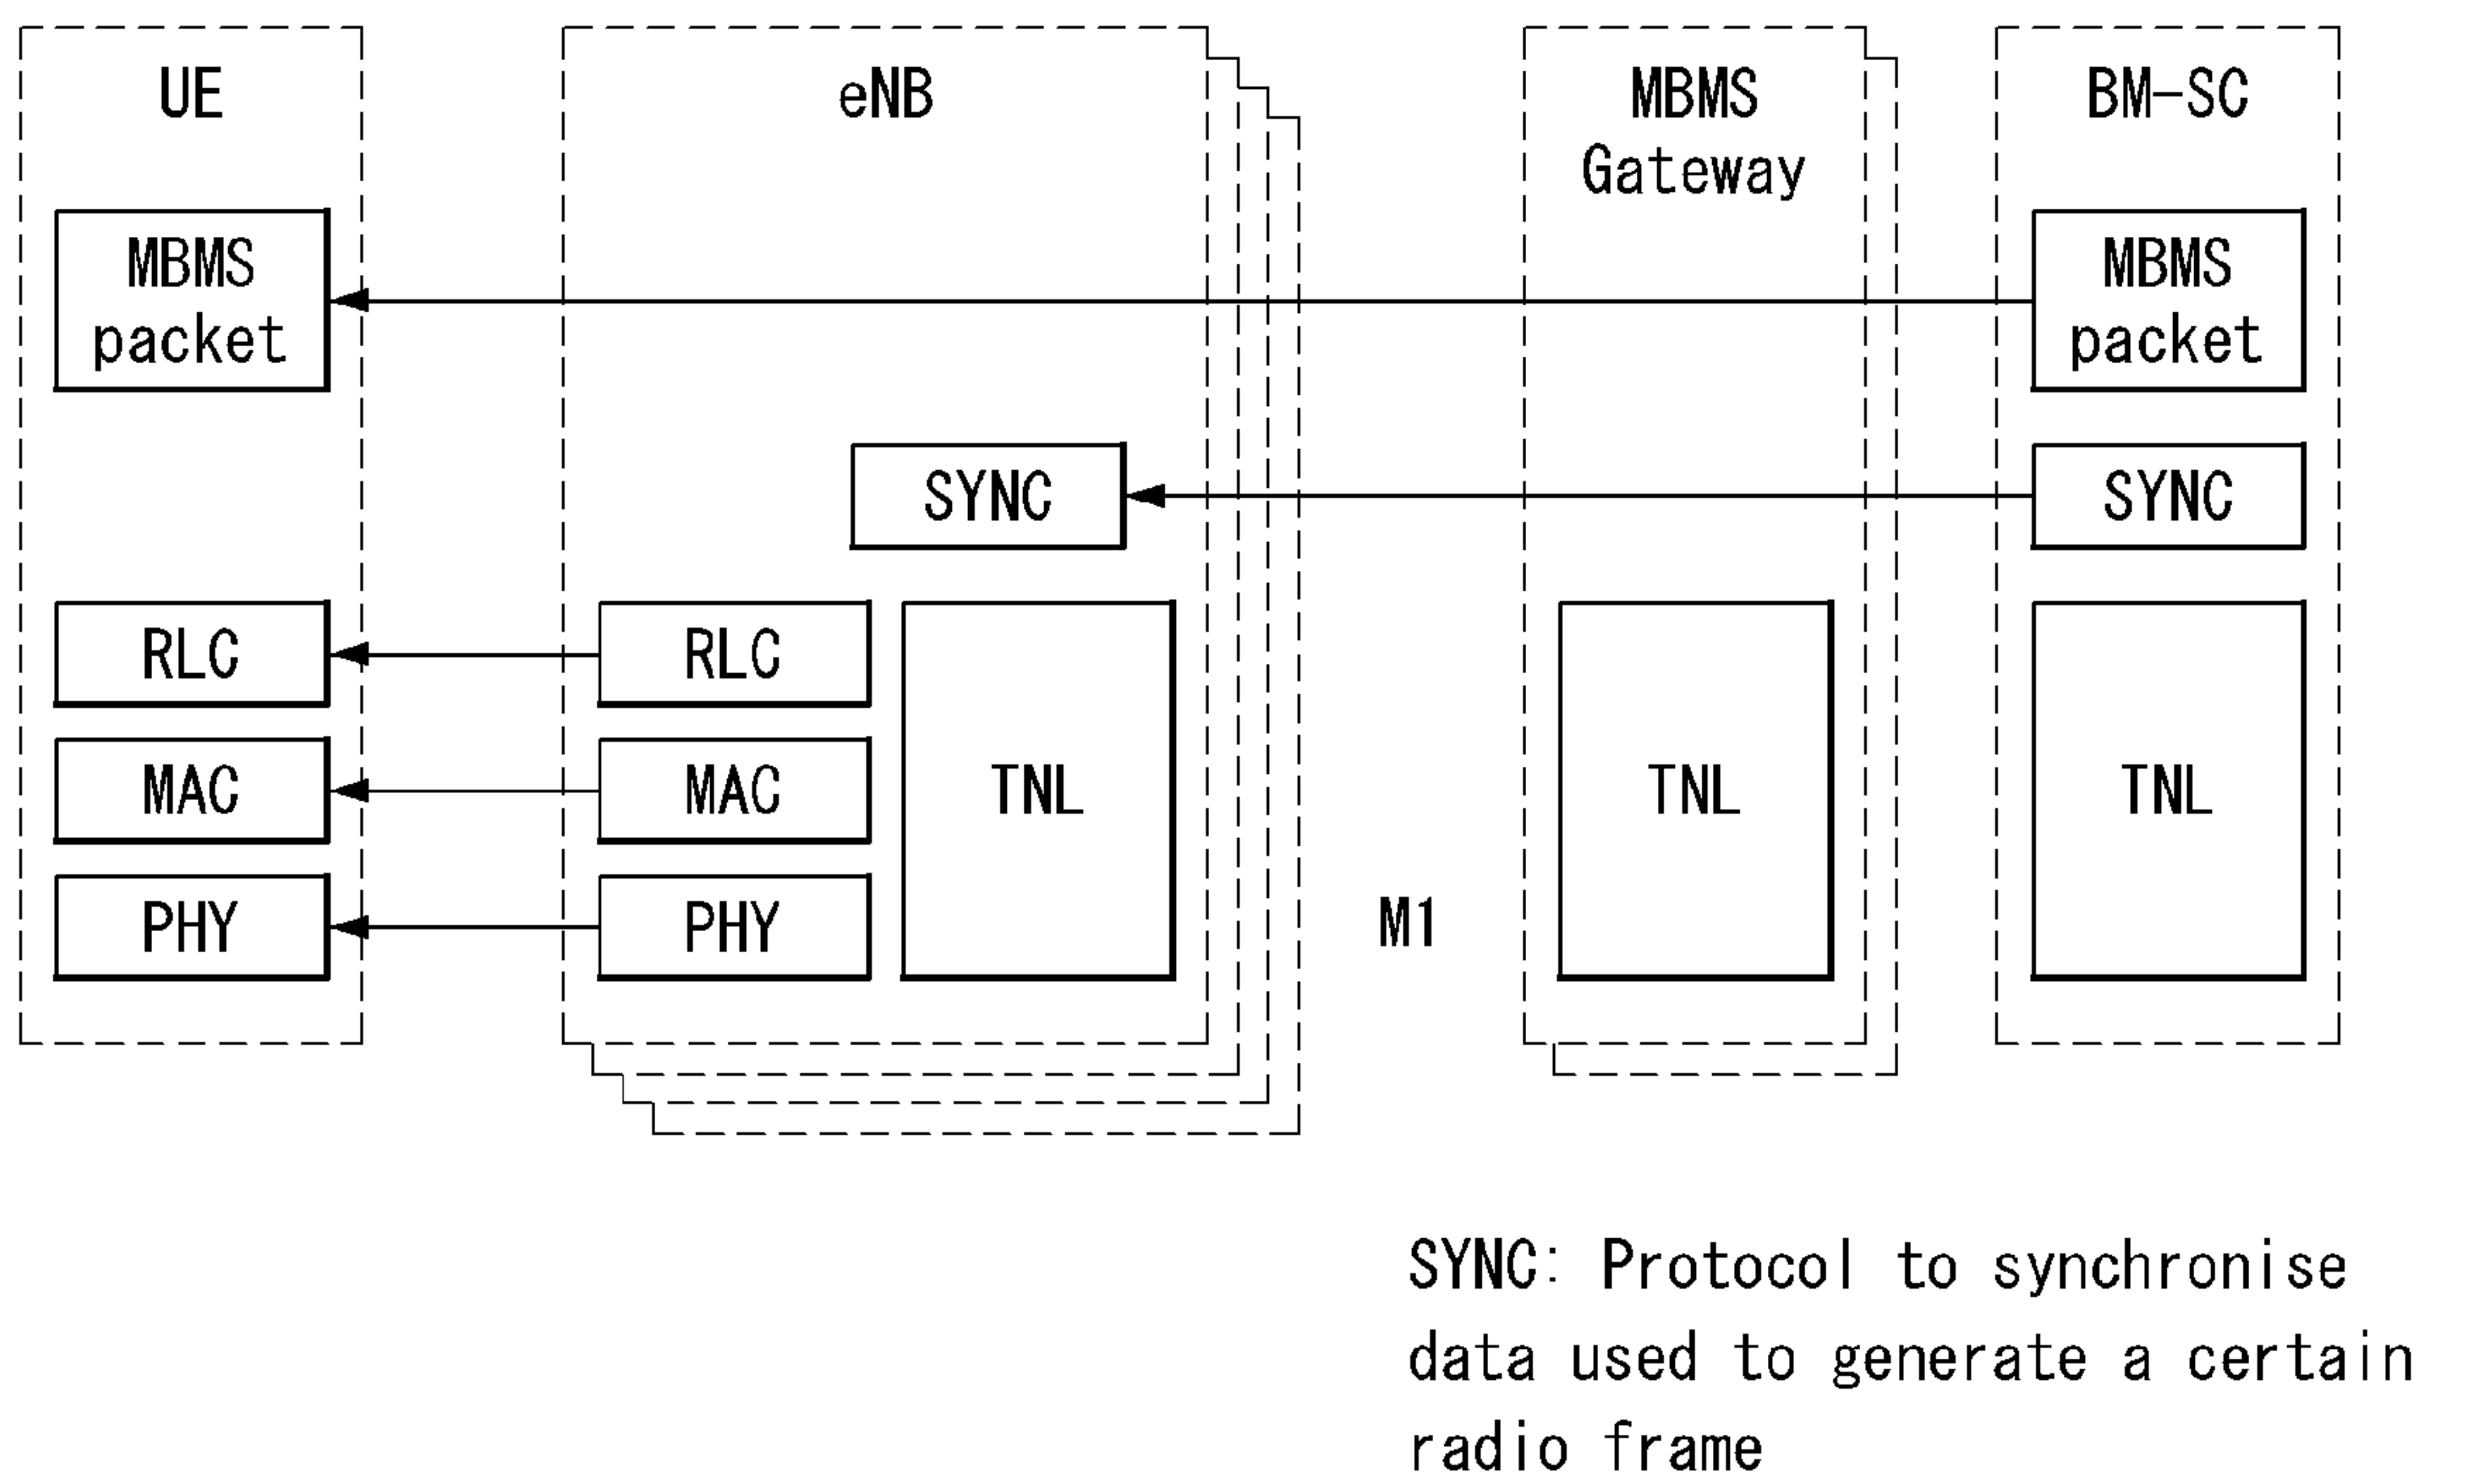 UE
eNB
MBMS
Gateway
BM-SC
MBMS
packet
MBMS
packet
SYNC
SYNC
RLC
RLC
MAC
MAC
TNL
TNL
TNL
PHY
PHY
M1
SYNC: Protocol to synchronise
data used to generate a certain
radio frame